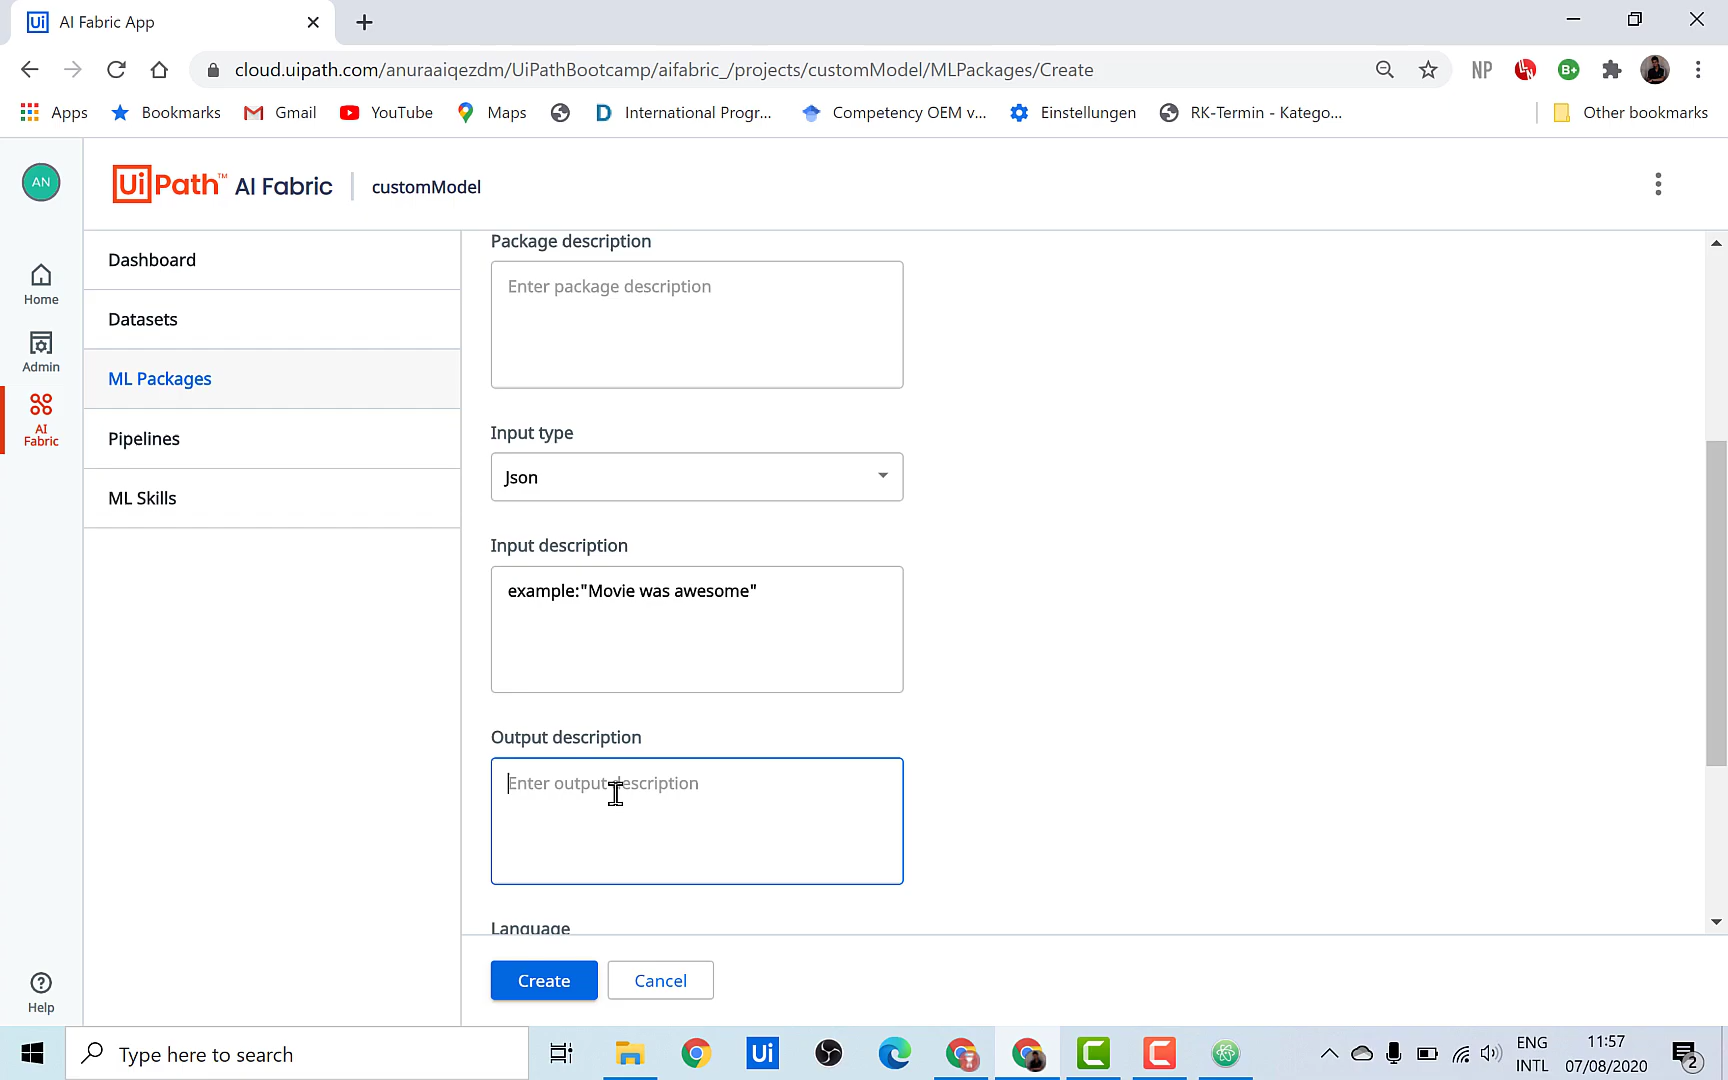 AI Fabric App
cloud.uipath.com/anuraaiqezdm/UiPathBootcamp/aifabric_/projects/customModel/MLPackages/Create
NP
B+
Apps
Bookmarks
Gmail
YouTube
Maps
International Progr...
Competency OEM v...
Einstellungen
RK-Termin - Katego...
Other bookmarks
AN
UiPath™ AI Fabric
customModel
Home
Admin
AI Fabric
Help
Dashboard
Datasets
ML Packages
Pipelines
ML Skills
Package description
Enter package description
Input type
Json
Input description
example:"Movie was awesome"
Output description
Enter output description
Language
Create
Cancel
Type here to search
Ui
ENG
INTL
11:57
07/08/2020
2